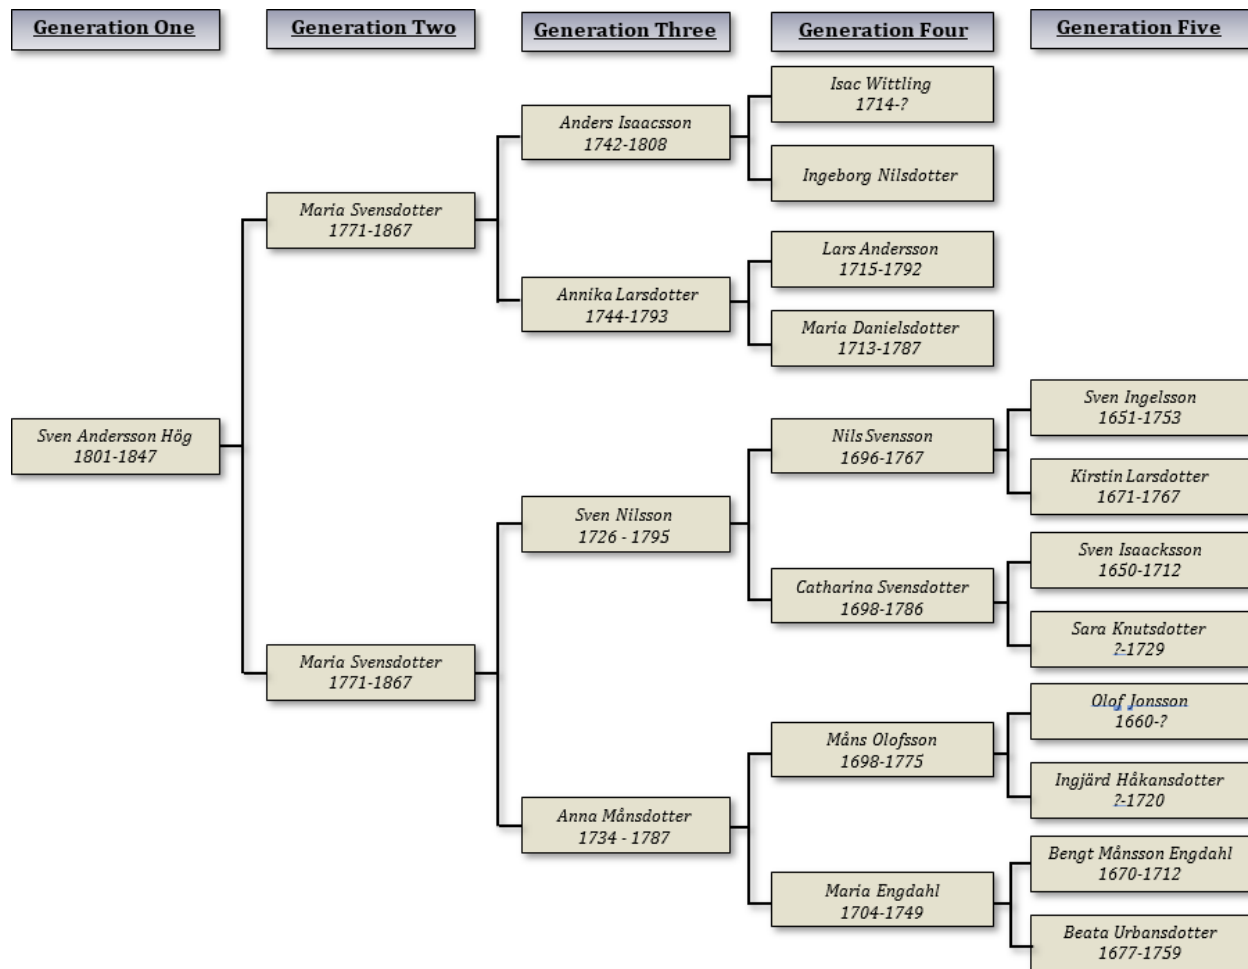 Generation One
Generation Two
Generation Three
Generation Four
Generation Five
Isac Wittling
1714-?
Anders Isaacsson
1742-1808
Ingeborg Nilsdotter
Maria Svensdotter
1771-1867
Lars Andersson
1715-1792
Annika Larsdotter
1744-1793
Maria Danielsdotter
1713-1787
Sven Ingelsson
1651-1753
Sven Andersson Hög
1801-1847
Nils Svensson
1696-1767
Kirstin Larsdotter
1671-1767
Sven Nilsson
1726 - 1795
Sven Isaacksson
1650-1712
Catharina Svensdotter
1698-1786
Sara Knutsdotter
?-1729
Maria Svensdotter
1771-1867
Olof Jonsson
1660-?
Måns Olofsson
1698-1775
Ingjärd Håkansdotter
?-1720
Anna Månsdotter
1734 - 1787
Bengt Månsson Engdahl
1670-1712
Maria Engdahl
1704-1749
Beata Urbansdotter
1677-1759